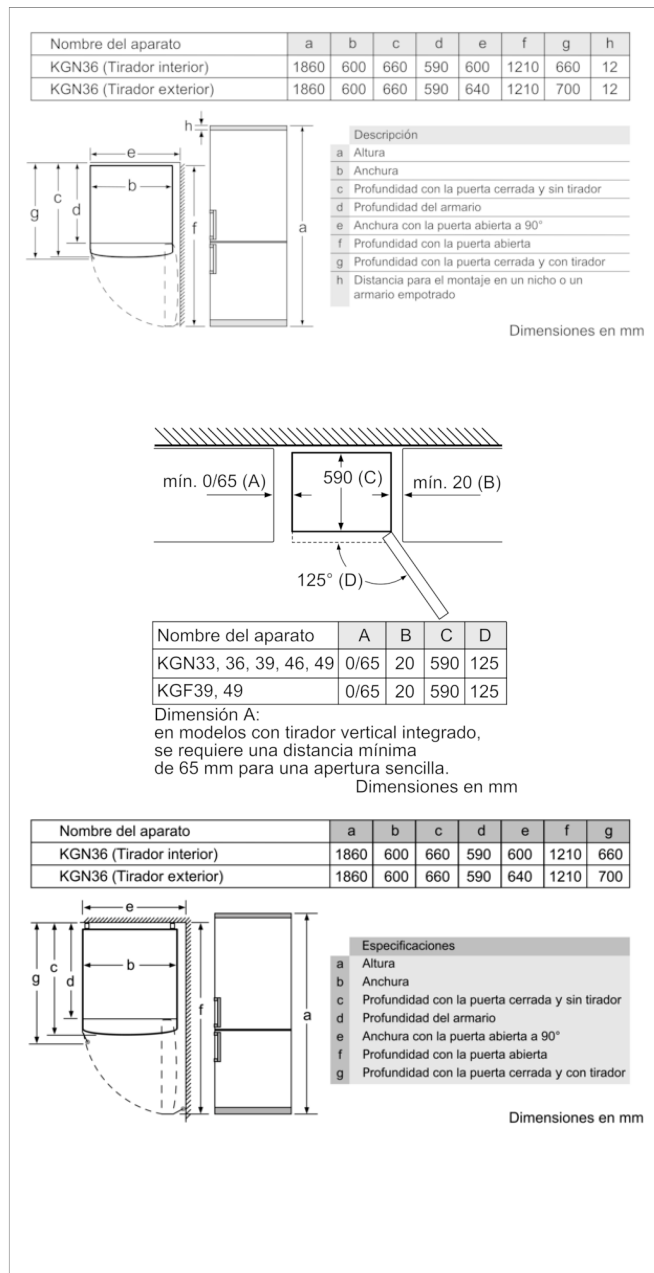 Nombre del aparato a b c d e f g h
KGN36 (Tirador interior) 1860 600 660 590 600 1210 660 12
KGN36 (Tirador exterior) 1860 600 660 590 640 1210 700 12
h
e
b
g
c
d
f
a
Descripción
a Altura
b Anchura
c Profundidad con la puerta cerrada y sin tirador
d Profundidad del armario
e Anchura con la puerta abierta a 90°
f Profundidad con la puerta abierta
g Profundidad con la puerta cerrada y con tirador
h Distancia para el montaje en un nicho o un
armario empotrado
Dimensiones en mm
mín. 0/65 (A)
590 (C)
mín. 20 (B)
125° (D)
Nombre del aparato A B C D
KGN33, 36, 39, 46, 49 0/65 20 590 125
KGF39, 49 0/65 20 590 125
Dimensión A:
en modelos con tirador vertical integrado,
se requiere una distancia mínima
de 65 mm para una apertura sencilla.
Dimensiones en mm
Nombre del aparato a b c d e f g
KGN36 (Tirador interior) 1860 600 660 590 600 1210 660
KGN36 (Tirador exterior) 1860 600 660 590 640 1210 700
e
b
g
c
d
f
a
Especificaciones
a Altura
b Anchura
c Profundidad con la puerta cerrada y sin tirador
d Profundidad del armario
e Anchura con la puerta abierta a 90°
f Profundidad con la puerta abierta
g Profundidad con la puerta cerrada y con tirador
Dimensiones en mm